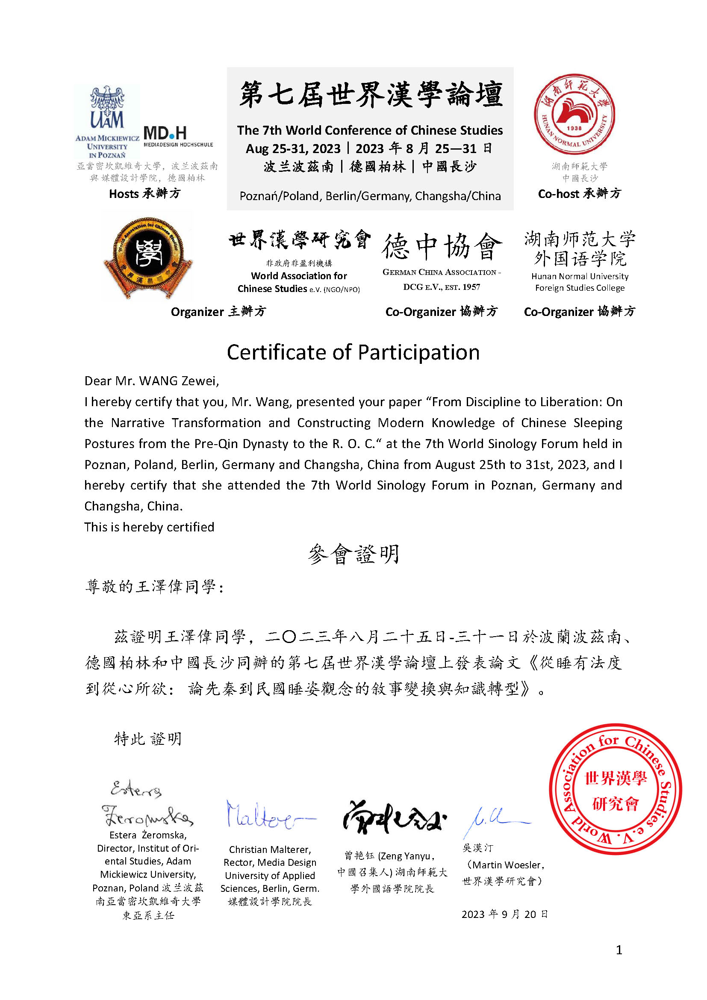 第七屆世界漢學論壇
The 7th World Conference of Chinese Studies
Aug 25-31, 2023｜2023 年 8 月 25—31 日
波兰波兹南｜德國柏林｜中國長沙
Poznań/Poland, Berlin/Germany, Changsha/China
UAM
ADAM MICKIEWICZ
UNIVERSITY
IN POZNAŃ
MD.H
MEDIADESIGN HOCHSCHULE
亞當密坎凱維奇大學，波兰波茲南
與 媒體設計學院，德國柏林
Hosts 承辦方
湖南師範大學
HUNAN NORMAL UNIVERSITY
1938
湖南師範大學
中國長沙
Co-host 承辦方
World Association for Chinese Studies
學
世界漢學研究會
非政府非盈利機構
World Association for
Chinese Studies e.V. (NGO/NPO)
Organizer 主辦方
德中協會
GERMAN CHINA ASSOCIATION -
DCG E.V., EST. 1957
Co-Organizer 協辦方
湖南师范大学
外国语学院
Hunan Normal University
Foreign Studies College
Co-Organizer 協辦方
Certificate of Participation
Dear Mr. WANG Zewei,
I hereby certify that you, Mr. Wang, presented your paper “From Discipline to Liberation: On
the Narrative Transformation and Constructing Modern Knowledge of Chinese Sleeping
Postures from the Pre-Qin Dynasty to the R. O. C.“ at the 7th World Sinology Forum held in
Poznan, Poland, Berlin, Germany and Changsha, China from August 25th to 31st, 2023, and I
hereby certify that she attended the 7th World Sinology Forum in Poznan, Germany and
Changsha, China.
This is hereby certified
參會證明
尊敬的王澤偉同學：
茲證明王澤偉同學，二〇二三年八月二十五日-三十一日於波蘭波茲南、
德國柏林和中國長沙同辦的第七屆世界漢學論壇上發表論文《從睡有法度
到從心所欲： 論先秦到民國睡姿觀念的敘事變換與知識轉型》。
特此 證明
World Association for Chinese Studies e.V.
世界漢學
研究會
Estera
Żeromska
Estera Żeromska,
Director, Institut of Ori-
ental Studies, Adam
Mickiewicz University,
Poznan, Poland 波兰波茲
南亞當密坎凱維奇大學
東亞系主任
Malterer
Christian Malterer,
Rector, Media Design
University of Applied
Sciences, Berlin, Germ.
媒體設計學院院長
曾艳钰 (Zeng Yanyu，
中國召集人) 湖南師範大
學外國語學院院長
吳漢汀
（Martin Woesler，
世界漢學研究會）
2023 年 9 月 20 日
1